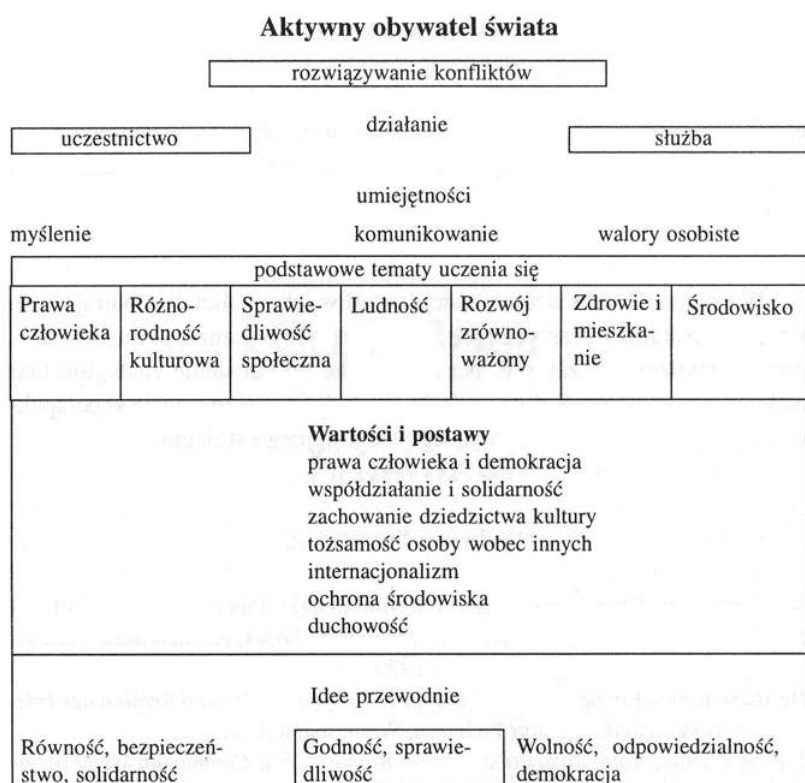 Aktywny obywatel świata
rozwiązywanie konfliktów
działanie
uczestnictwo
służba
umiejętności
myślenie
komunikowanie
walory osobiste
podstawowe tematy uczenia się
Prawa
człowieka
Różno-
rodność
kulturowa
Sprawie-
dliwość
społeczna
Ludność
Rozwój
zrówno-
ważony
Zdrowie i
mieszka-
nie
Środowisko
Wartości i postawy
prawa człowieka i demokracja
współdziałanie i solidarność
zachowanie dziedzictwa kultury
tożsamość osoby wobec innych
internacjonalizm
ochrona środowiska
duchowość
Idee przewodnie
Równość, bezpieczeń-
stwo, solidarność
Godność, sprawie-
dliwość
Wolność, odpowiedzialność,
demokracja